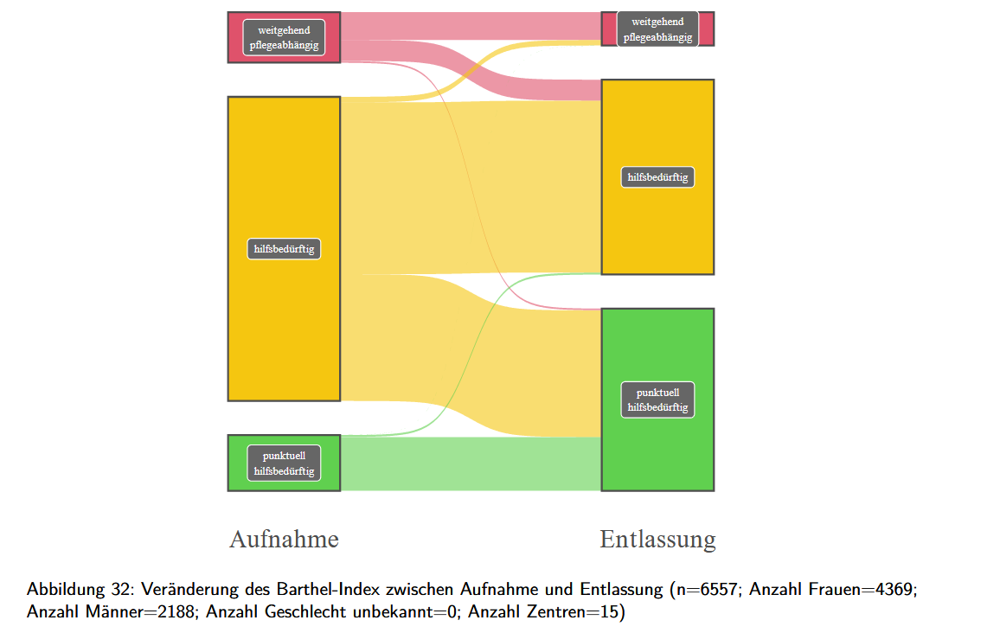 weitgehend
pflegeabhängig
weitgehend
pflegeabhängig
hilfsbedürftig
hilfsbedürftig
punktuell
hilfsbedürftig
punktuell
hilfsbedürftig
Aufnahme
Entlassung
Abbildung 32: Veränderung des Barthel-Index zwischen Aufnahme und Entlassung (n=6557; Anzahl Frauen=4369;
Anzahl Männer=2188; Anzahl Geschlecht unbekannt=0; Anzahl Zentren=15)